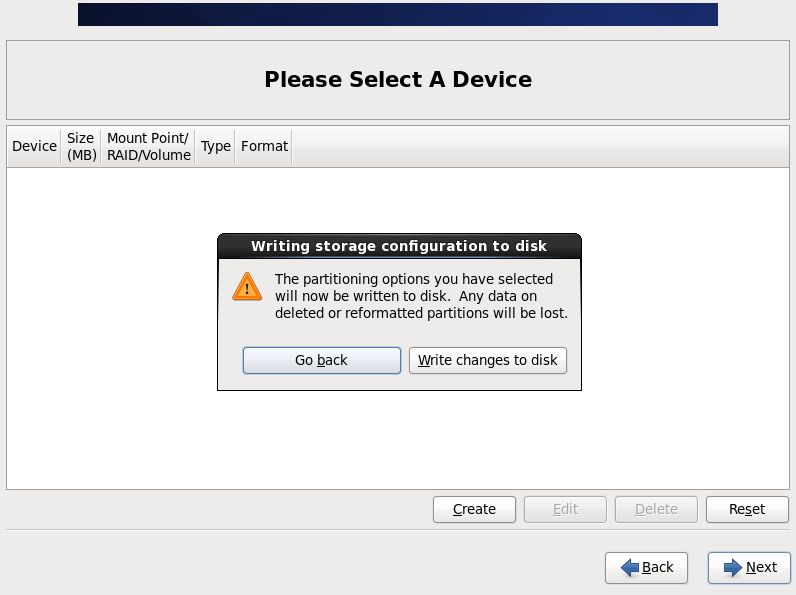 Please Select A Device
Device
Size
(MB)
Mount Point/
RAID/Volume
Type
Format
Writing storage configuration to disk
The partitioning options you have selected
will now be written to disk.  Any data on
deleted or reformatted partitions will be lost.
Go back
Write changes to disk
Create
Edit
Delete
Reset
Back
Next